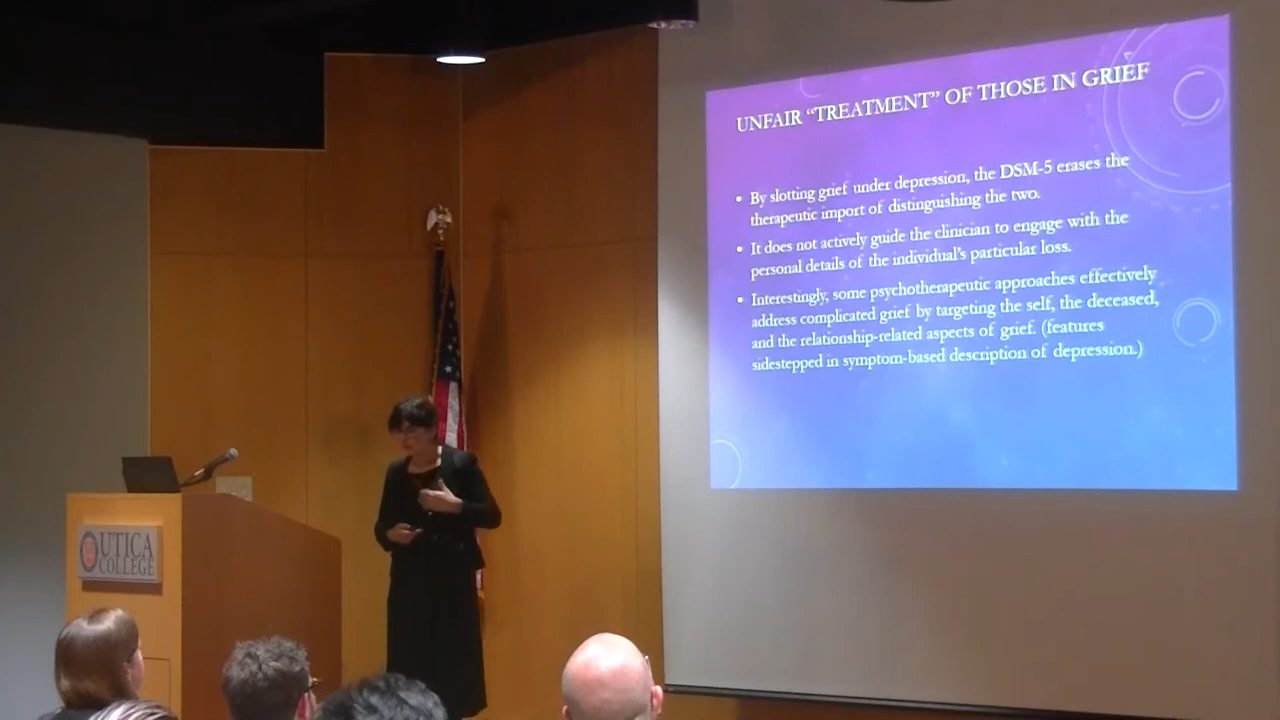 UNFAIR “TREATMENT” OF THOSE IN GRIEF
• By slotting grief under depression, the DSM-5 erases the
therapeutic import of distinguishing the two.
• It does not actively guide the clinician to engage with the
personal details of the individual’s particular loss.
• Interestingly, some psychotherapeutic approaches effectively
address complicated grief by targeting the self, the deceased,
and the relationship-related aspects of grief. (features
sidestepped in symptom-based description of depression.)
UTICA
COLLEGE